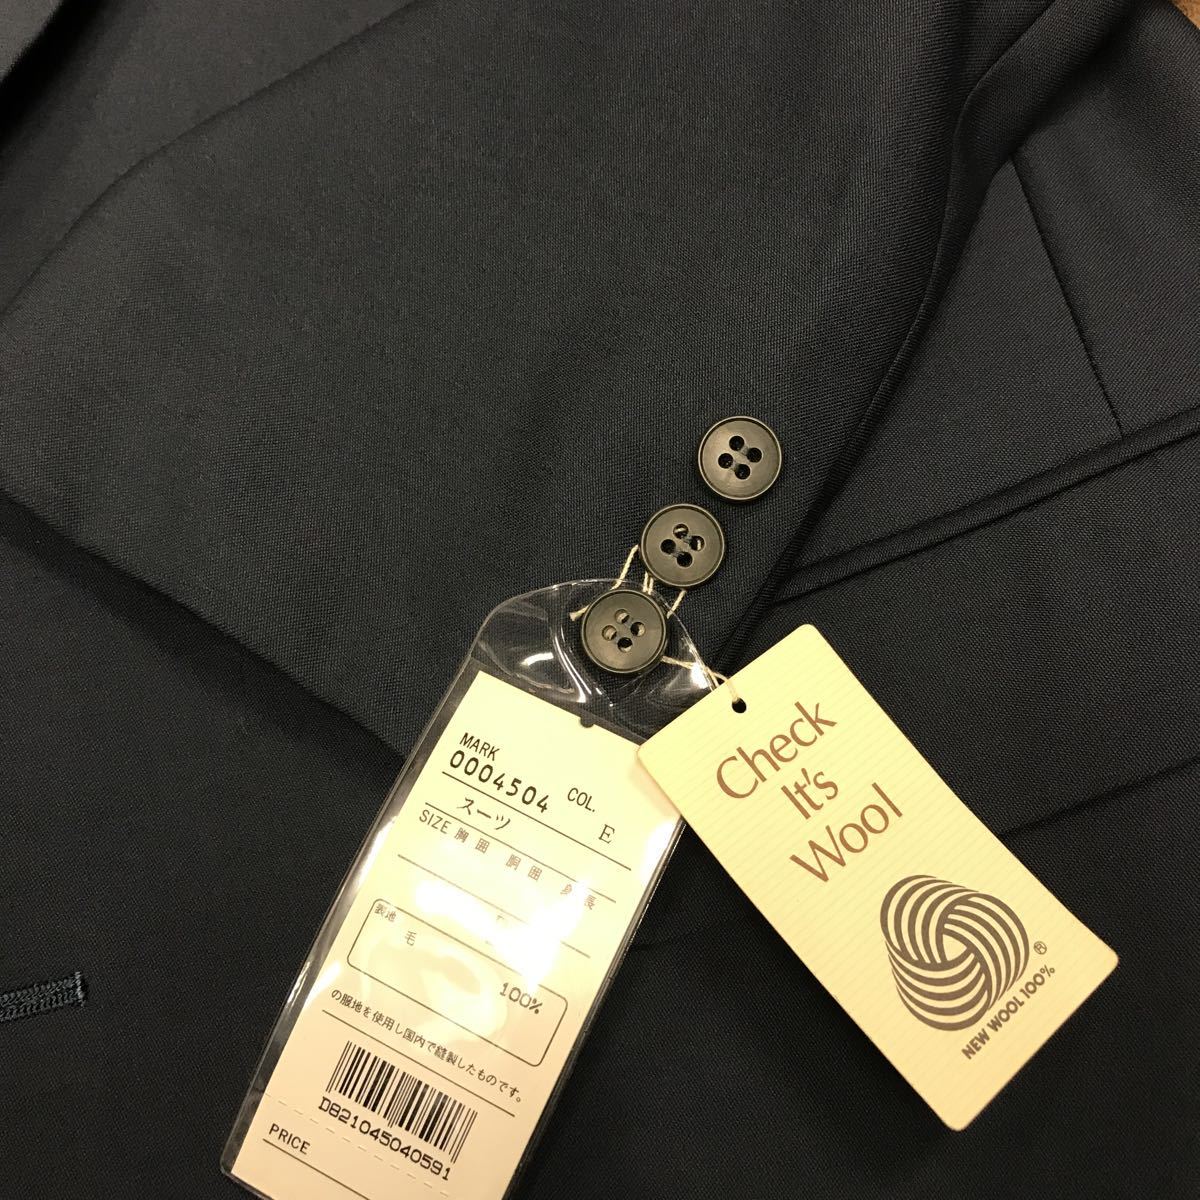 MARK
0004504 COL.
スーツ E
SIZE 胸囲 胴囲 身長
表地
毛
100%
の服地を使用し国内で縫製したものです。
D821045040591
PRICE
Check
It's
Wool
®
NEW WOOL 100%